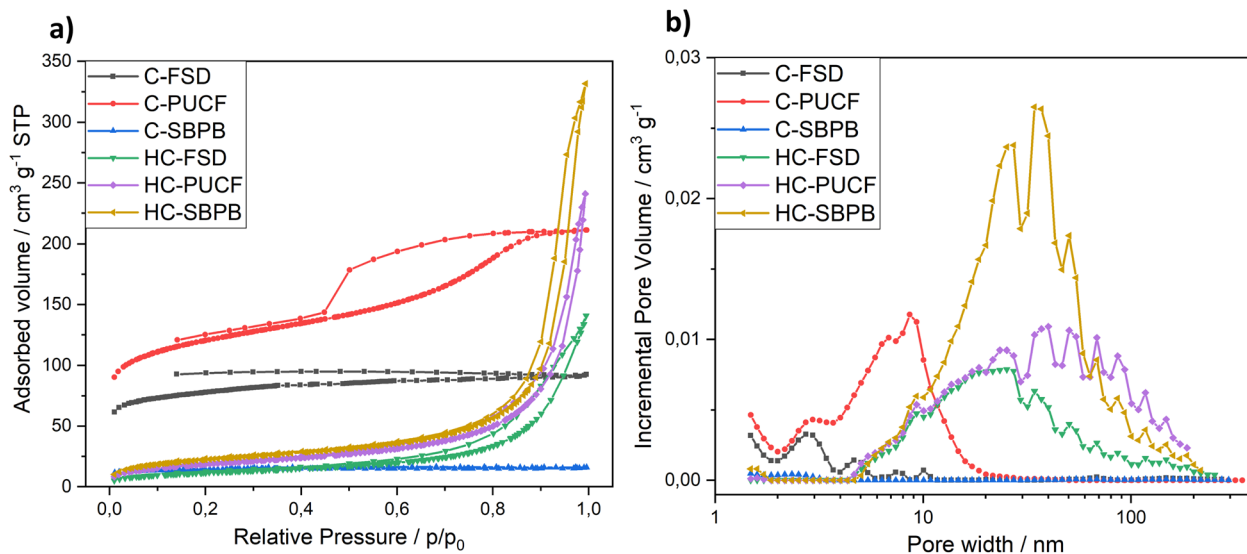 a)
350
300
250
200
150
100
50
0
Adsorbed volume / cm³ g⁻¹ STP
C-FSD
C-PUCF
C-SBPB
HC-FSD
HC-PUCF
HC-SBPB
0,0 0,2 0,4 0,6 0,8 1,0
Relative Pressure / p/p₀
b)
0,03
0,02
0,01
0,00
Incremental Pore Volume / cm³ g⁻¹
C-FSD
C-PUCF
C-SBPB
HC-FSD
HC-PUCF
HC-SBPB
1 10 100
Pore width / nm